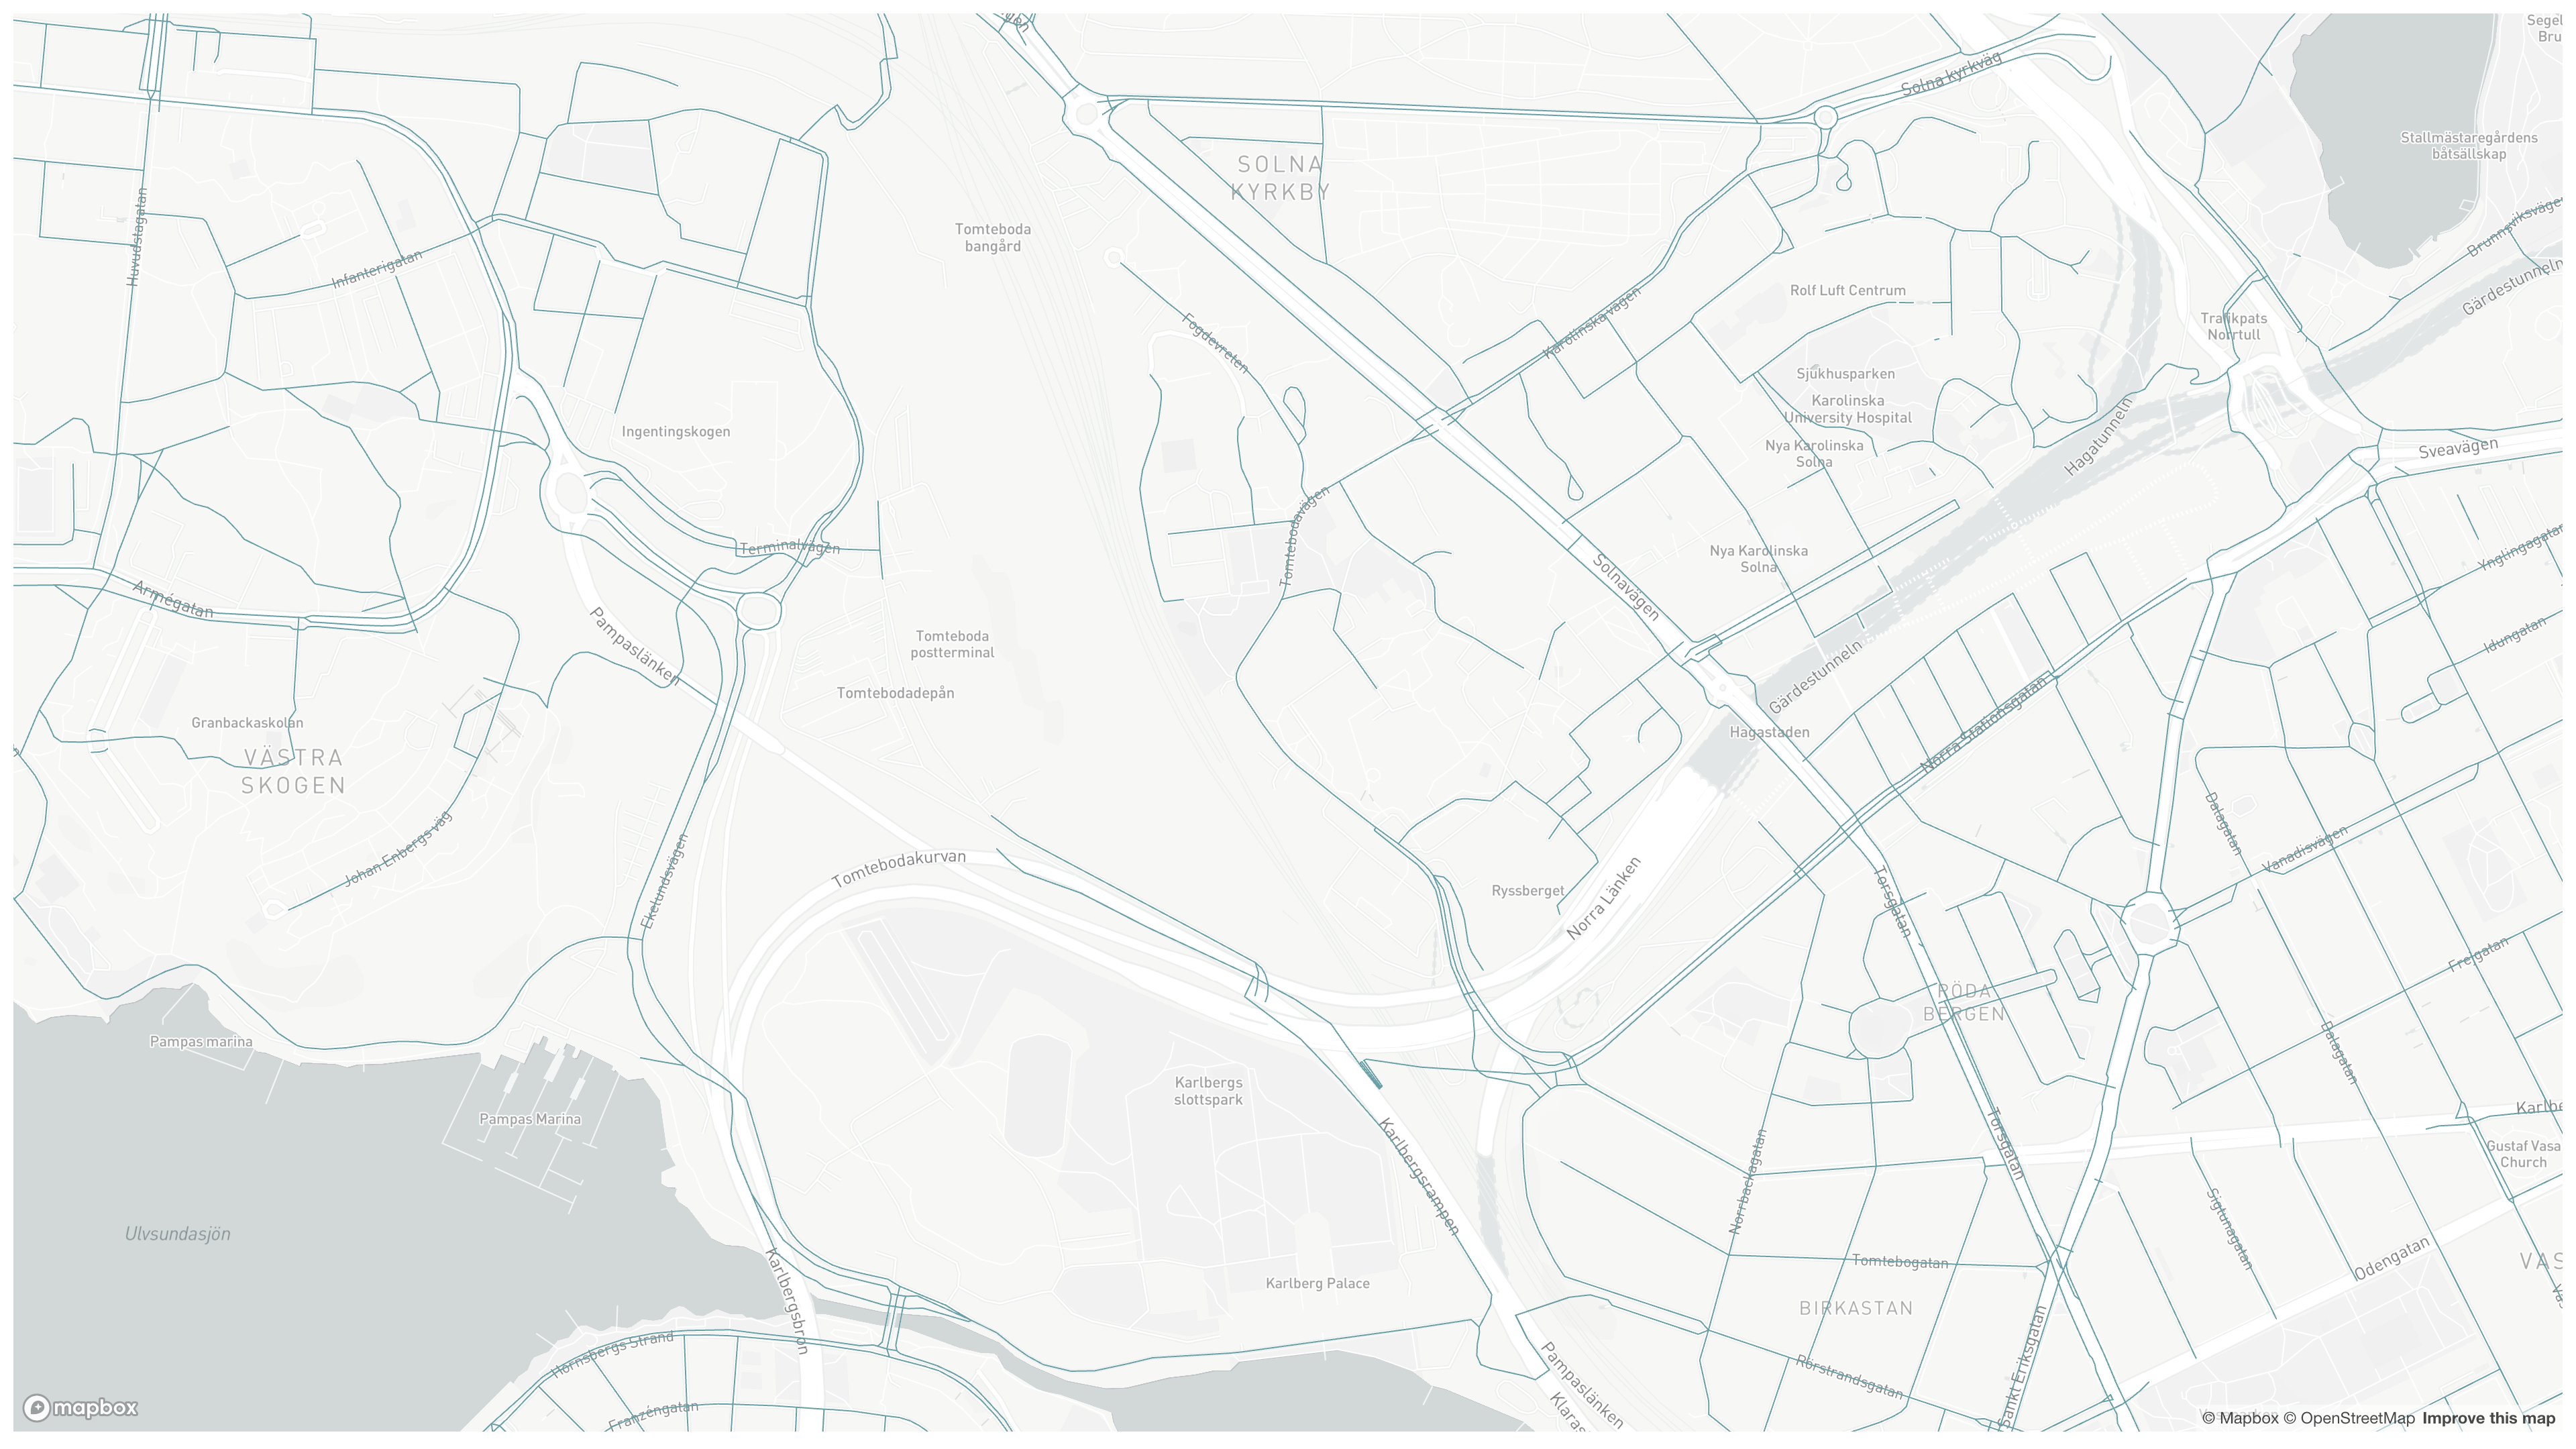 Segel
Bru
Solna kyrkväg
Stallmästaregårdens
båtsällskap
SOLNA
KYRKBY
Tomteboda
bangård
Huvudstagatan
Infanterigatan
Brunnsviksvägen
Gärdestunneln
Rolf Luft Centrum
Karolinska vägen
Trafikplats
Norrtull
Fogdevreten
Sjukhusparken
Karolinska
University Hospital
Ingentingskogen
Nya Karolinska
Solna
Hagatunneln
Sveavägen
Tomtebodavägen
Terminalvägen
Nya Karolinska
Solna
Solnavägen
Ynglingagatan
Armégatan
Pampaslänken
Tomteboda
postterminal
Idungatan
Gärdestunneln
Tomtebodadepån
Granbackaskolan
Hagastaden
Norra Stationsgatan
VÄSTRA
SKOGEN
Dalagatan
Vanadisvägen
Johan Enbergs väg
Ekelundsvägen
Tomtebodakurvan
Ryssberget
Norra Länken
Torsgatan
Frejgatan
RÖDA
BERGEN
Pampas marina
Dalagatan
Karlbergs
slottspark
Pampas Marina
Karlbe
Karlbergsrampen
Norrbackagatan
Torsgatan
Gustaf Vasa
Church
Ulvsundasjön
Sigtunagatan
Odengatan
VAS
Tomtebogatan
Karlbergsbron
Karlberg Palace
BIRKASTAN
Hornsbergs Strand
Sankt Eriksgatan
Rörstrandsgatan
Pampaslänken
Klaras
Franzéngatan
mapbox
© Mapbox © OpenStreetMap Improve this map